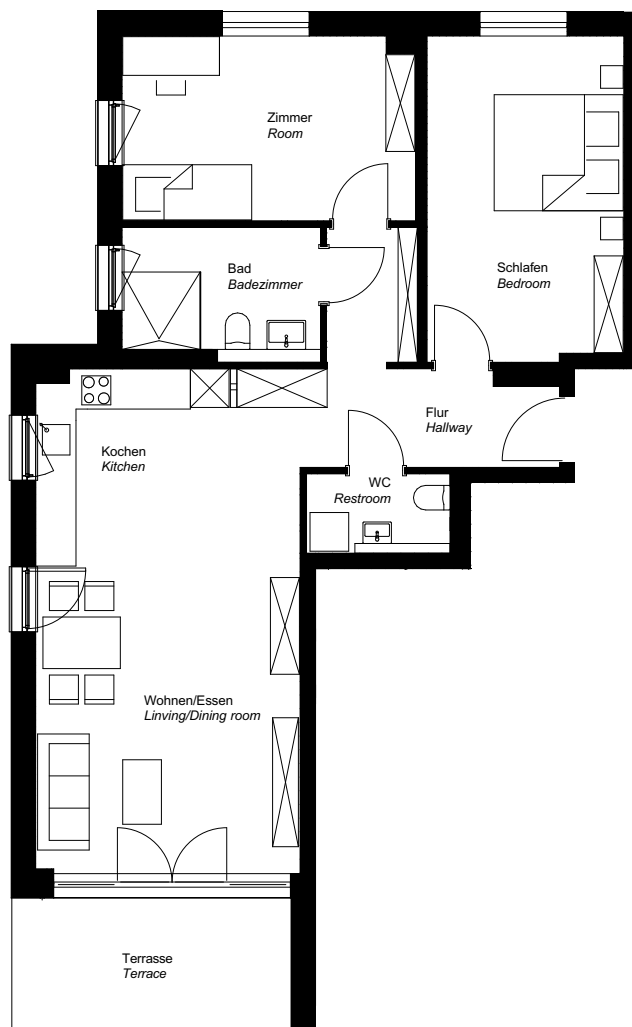 Zimmer
Room
Bad
Badezimmer
Schlafen
Bedroom
Flur
Hallway
Kochen
Kitchen
WC
Restroom
Wohnen/Essen
Linving/Dining room
Terrasse
Terrace